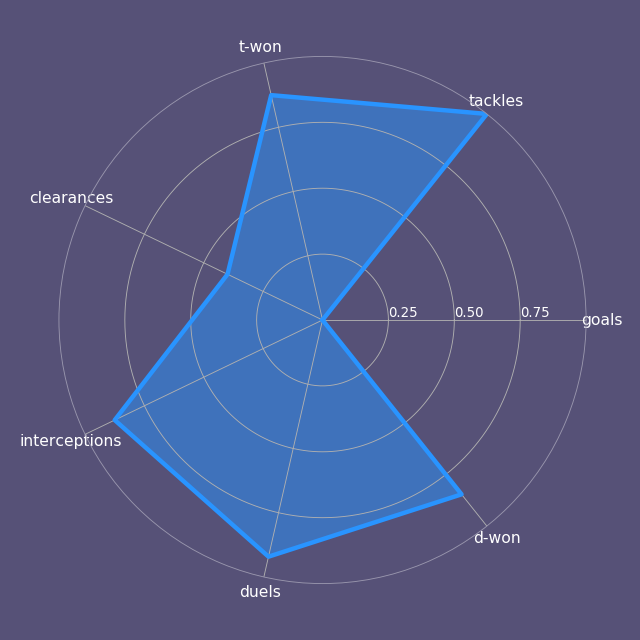 t-won
tackles
clearances
0.25
0.50
0.75
goals
interceptions
d-won
duels